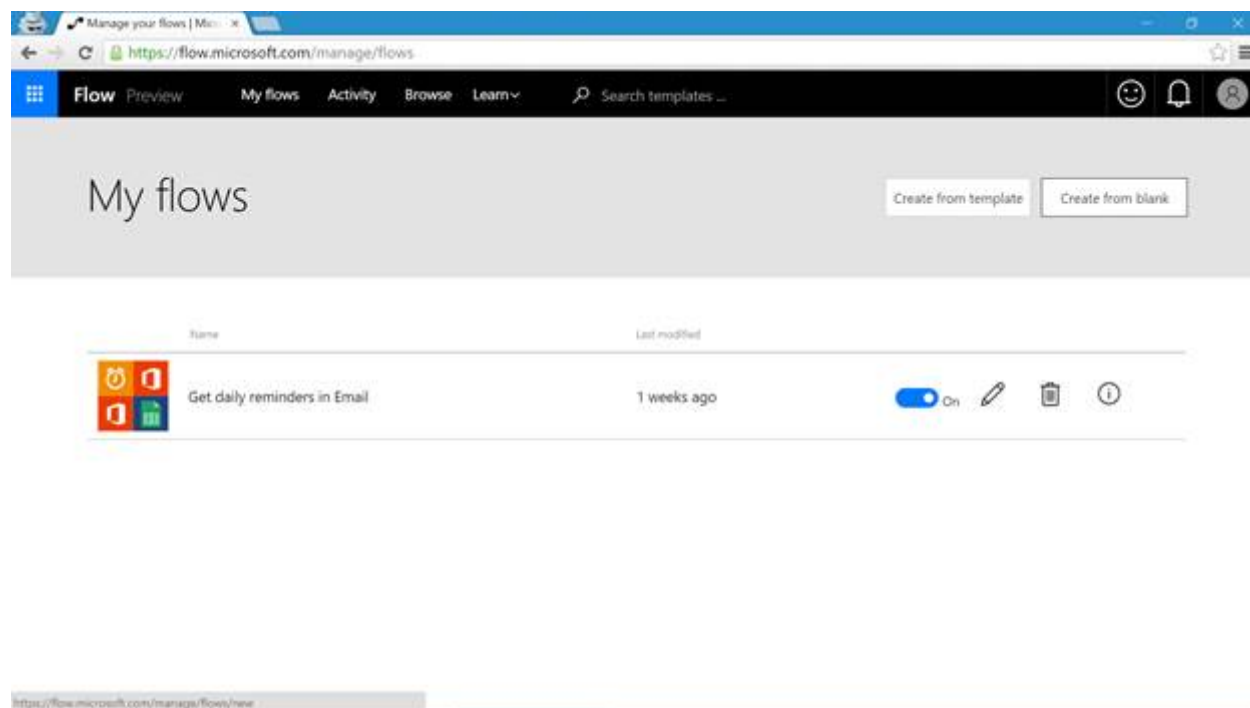 Manage your flows | Mic
https://flow.microsoft.com/manage/flows
Flow Preview My flows Activity Browse Learn Search templates ...
My flows
Create from template Create from blank
Name Last modified
Get daily reminders in Email 1 weeks ago On
https://flow.microsoft.com/manage/flows/new